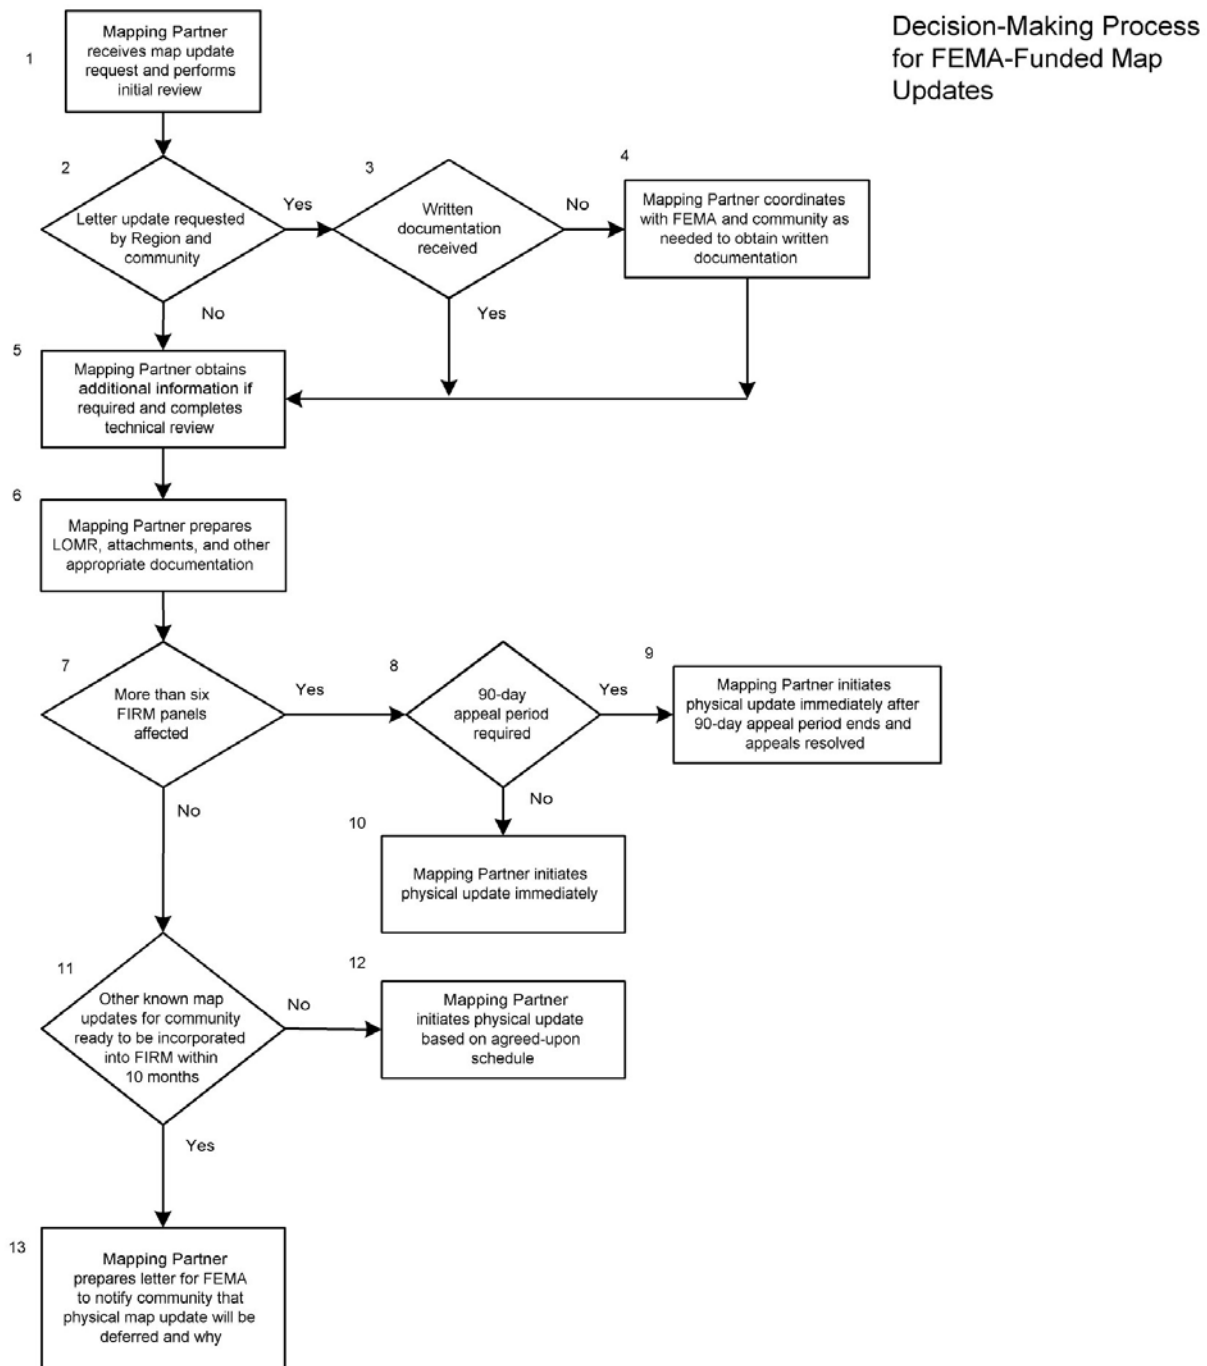 Decision-Making Process
for FEMA-Funded Map
Updates
1
Mapping Partner
receives map update
request and performs
initial review
2
Letter update requested
by Region and
community
Yes
No
3
Written
documentation
received
No
Yes
4
Mapping Partner coordinates
with FEMA and community as
needed to obtain written
documentation
5
Mapping Partner obtains
additional information if
required and completes
technical review
6
Mapping Partner prepares
LOMR, attachments, and other
appropriate documentation
7
More than six
FIRM panels
affected
Yes
No
8
90-day
appeal period
required
Yes
No
9
Mapping Partner initiates
physical update immediately after
90-day appeal period ends and
appeals resolved
10
Mapping Partner initiates
physical update immediately
11
Other known map
updates for community
ready to be incorporated
into FIRM within
10 months
No
Yes
12
Mapping Partner
initiates physical update
based on agreed-upon
schedule
13
Mapping Partner
prepares letter for FEMA
to notify community that
physical map update will be
deferred and why